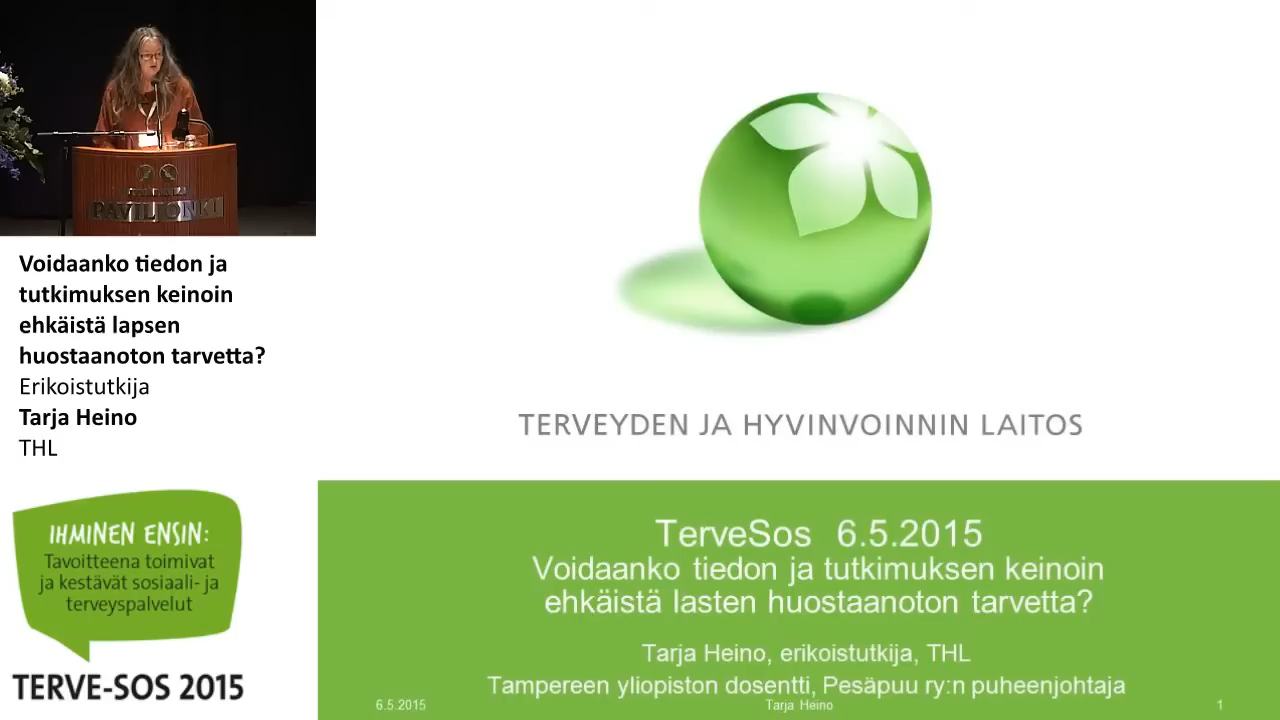 PAVILJONKI
Voidaanko tiedon ja
tutkimuksen keinoin
ehkäistä lapsen
huostaanoton tarvetta?
Erikoistutkija
Tarja Heino
THL
IHMINEN ENSIN:
Tavoitteena toimivat
ja kestävät sosiaali- ja
terveyspalvelut
TERVE-SOS 2015
TERVEYDEN JA HYVINVOINNIN LAITOS
TerveSos 6.5.2015
Voidaanko tiedon ja tutkimuksen keinoin
ehkäistä lasten huostaanoton tarvetta?
Tarja Heino, erikoistutkija, THL
Tampereen yliopiston dosentti, Pesäpuu ry:n puheenjohtaja
6.5.2015
Tarja Heino
1